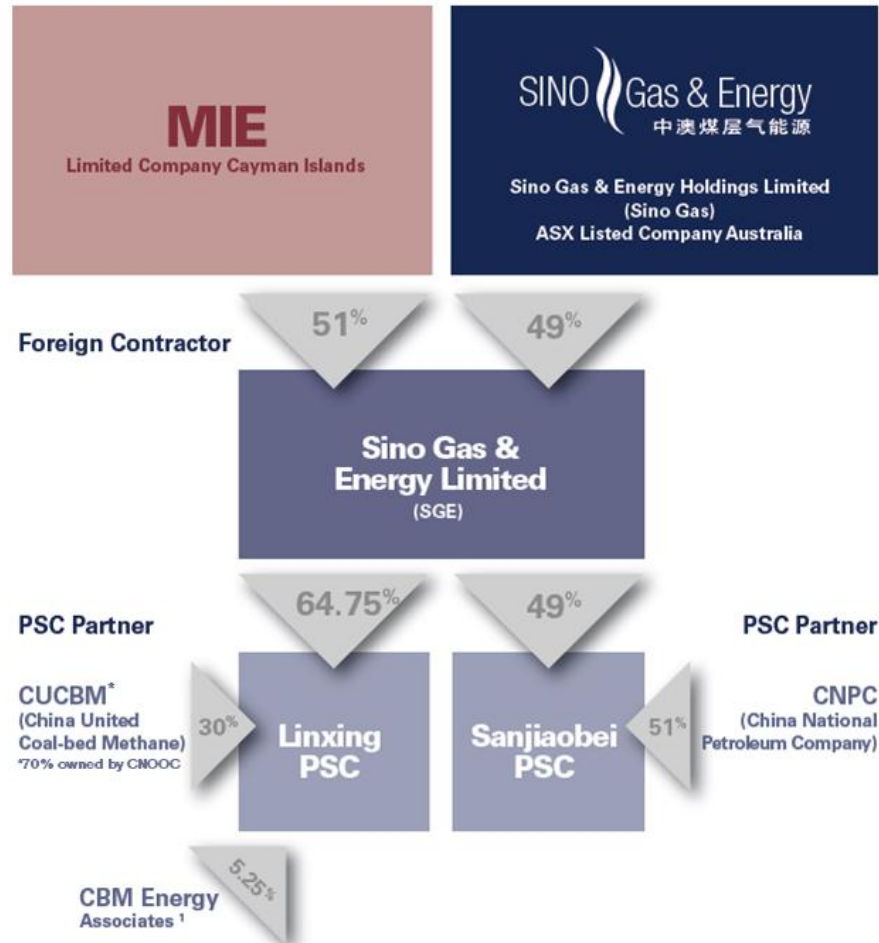 MIE
Limited Company Cayman Islands
SINO Gas & Energy
中澳煤层气能源
Sino Gas & Energy Holdings Limited
(Sino Gas)
ASX Listed Company Australia
Foreign Contractor
51%
49%
Sino Gas &
Energy Limited
(SGE)
64.75%
49%
PSC Partner
CUCBM*
(China United
Coal-bed Methane)
*70% owned by CNOOC
30%
Linxing
PSC
Sanjiaobei
PSC
51%
PSC Partner
CNPC
(China National
Petroleum Company)
5.25%
CBM Energy
Associates ¹